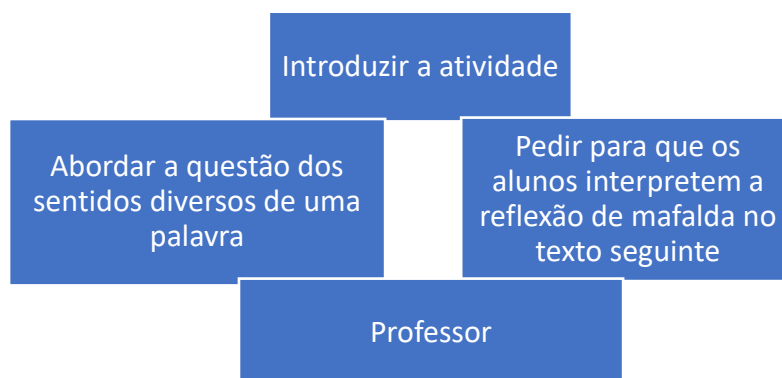 Introduzir a atividade
Abordar a questão dos
sentidos diversos de uma
palavra
Pedir para que os
alunos interpretem a
reflexão de mafalda no
texto seguinte
Professor